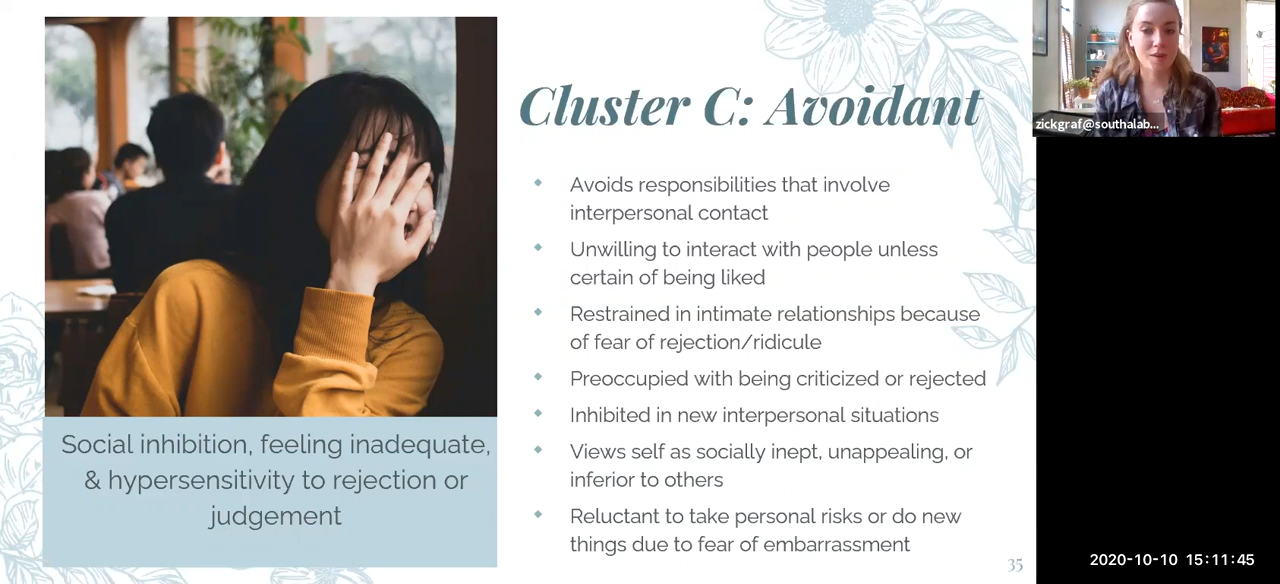 Cluster C: Avoidant
Avoids responsibilities that involve
interpersonal contact
Unwilling to interact with people unless
certain of being liked
Restrained in intimate relationships because
of fear of rejection/ridicule
Preoccupied with being criticized or rejected
Inhibited in new interpersonal situations
Views self as socially inept, unappealing, or
inferior to others
Reluctant to take personal risks or do new
things due to fear of embarrassment
Social inhibition, feeling inadequate,
& hypersensitivity to rejection or
judgement
35
zickgraf@southalab...
2020-10-10 15:11:45